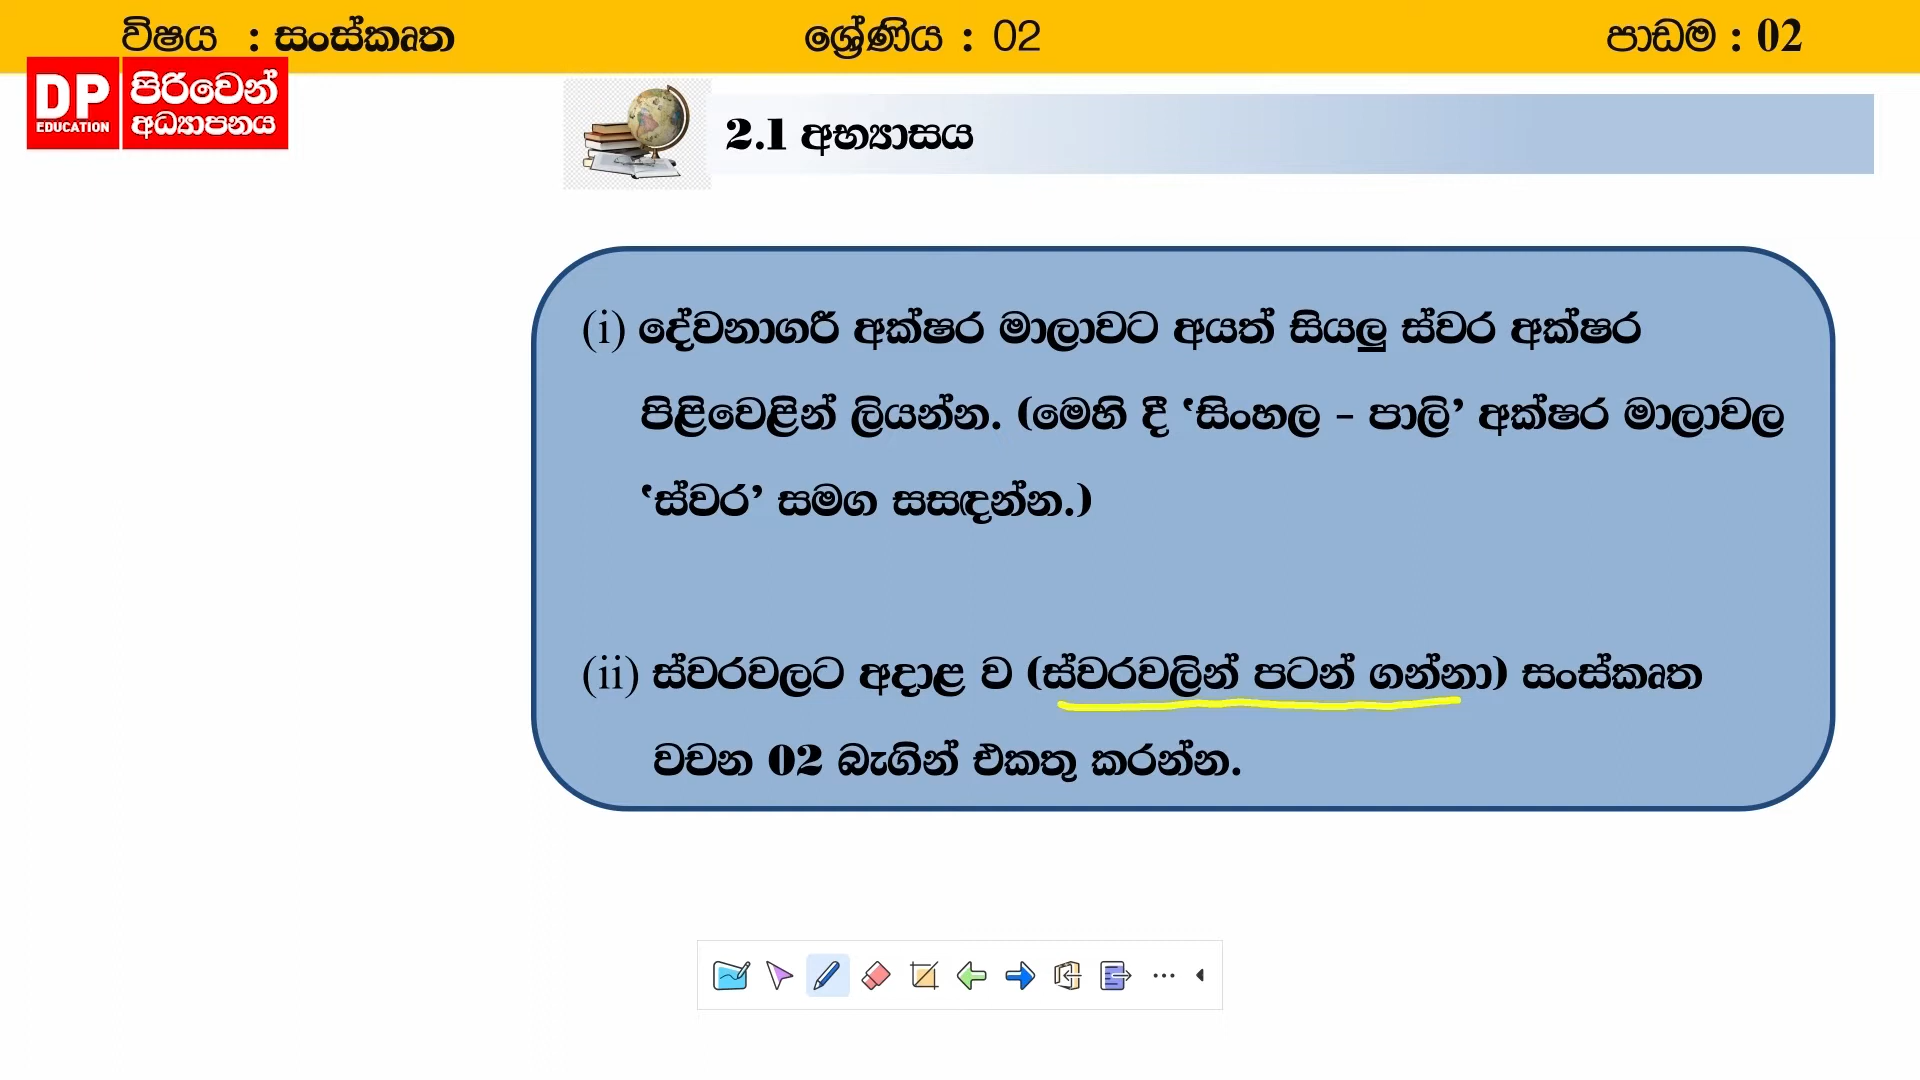 විෂය : සංස්කෘත ශ්‍රේණිය : 02 පාඩම : 02
DP EDUCATION
පිරිවෙන්
අධ්‍යාපනය
2.1 අභ්‍යාසය
(i) දේවනාගරී අක්ෂර මාලාවට අයත් සියලු ස්වර අක්ෂර
පිළිවෙළින් ලියන්න. (මෙහි දී ‘සිංහල - පාලි’ අක්ෂර මාලාවල
‘ස්වර’ සමග සසඳන්න.)
(ii) ස්වරවලට අදාළ ව (ස්වරවලින් පටන් ගන්නා) සංස්කෘත
වචන 02 බැගින් එකතු කරන්න.